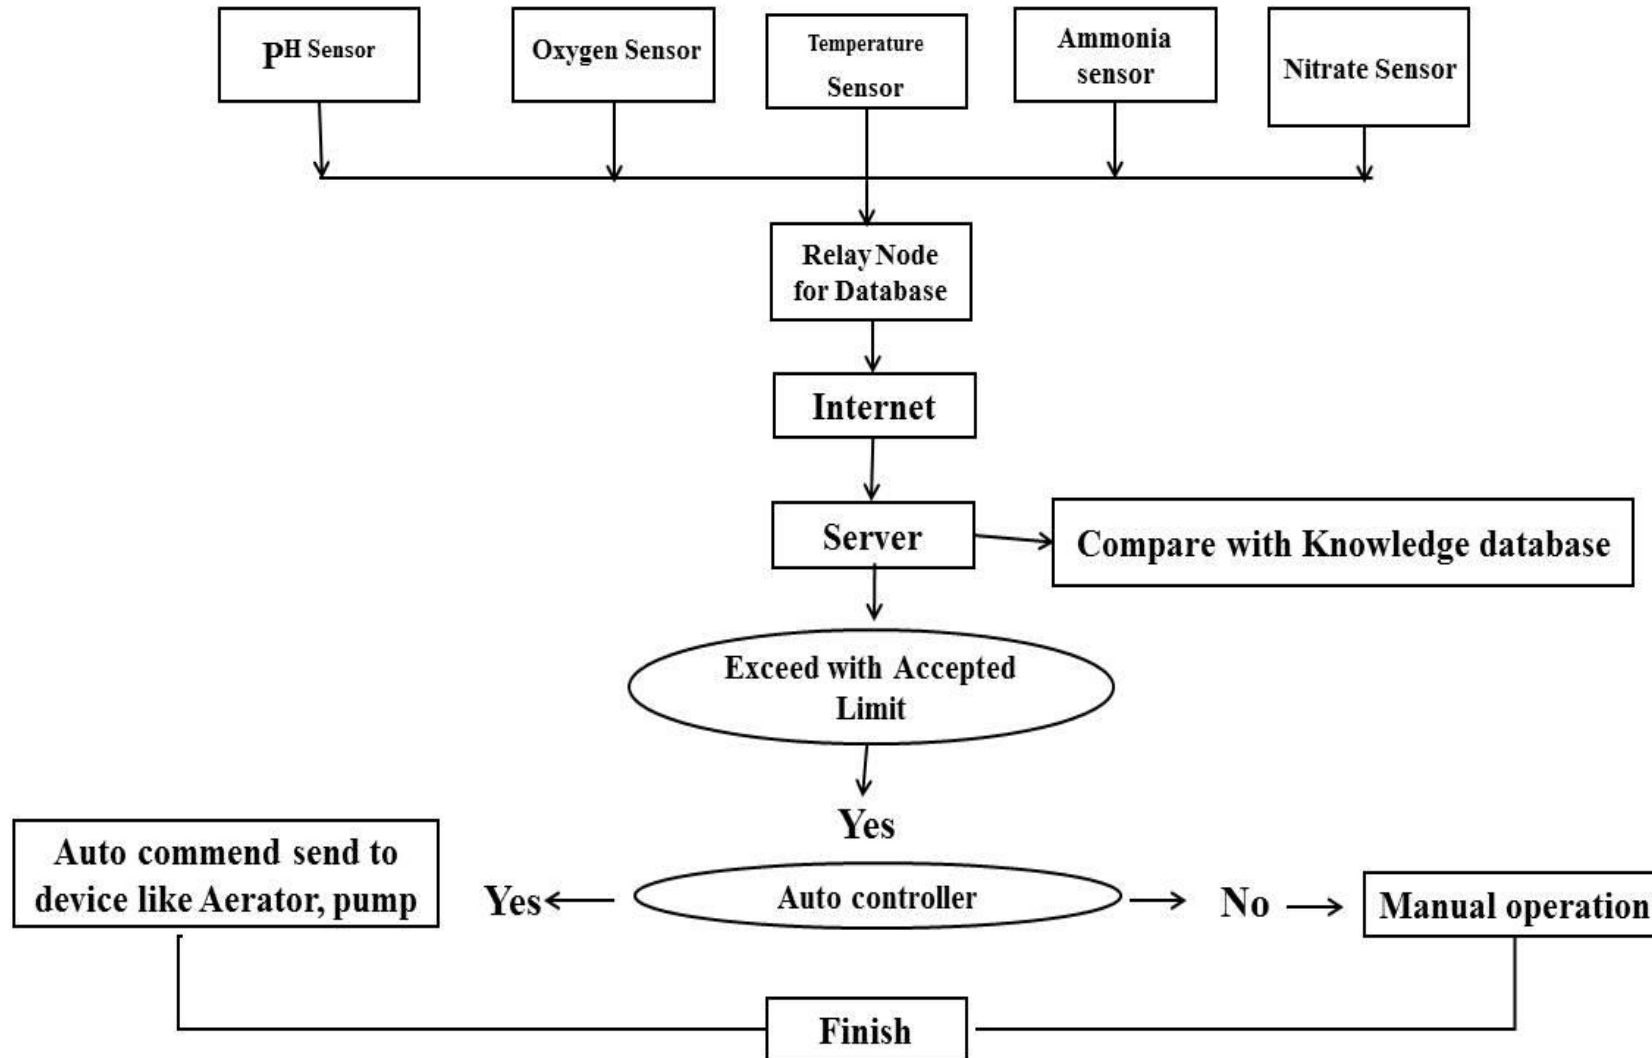 PH Sensor
Oxygen Sensor
Temperature
Sensor
Ammonia
sensor
Nitrate Sensor
Relay Node
for Database
Internet
Server
Compare with Knowledge database
Exceed with Accepted
Limit
Yes
Auto commend send to
device like Aerator, pump
Yes
Auto controller
No
Manual operation
Finish